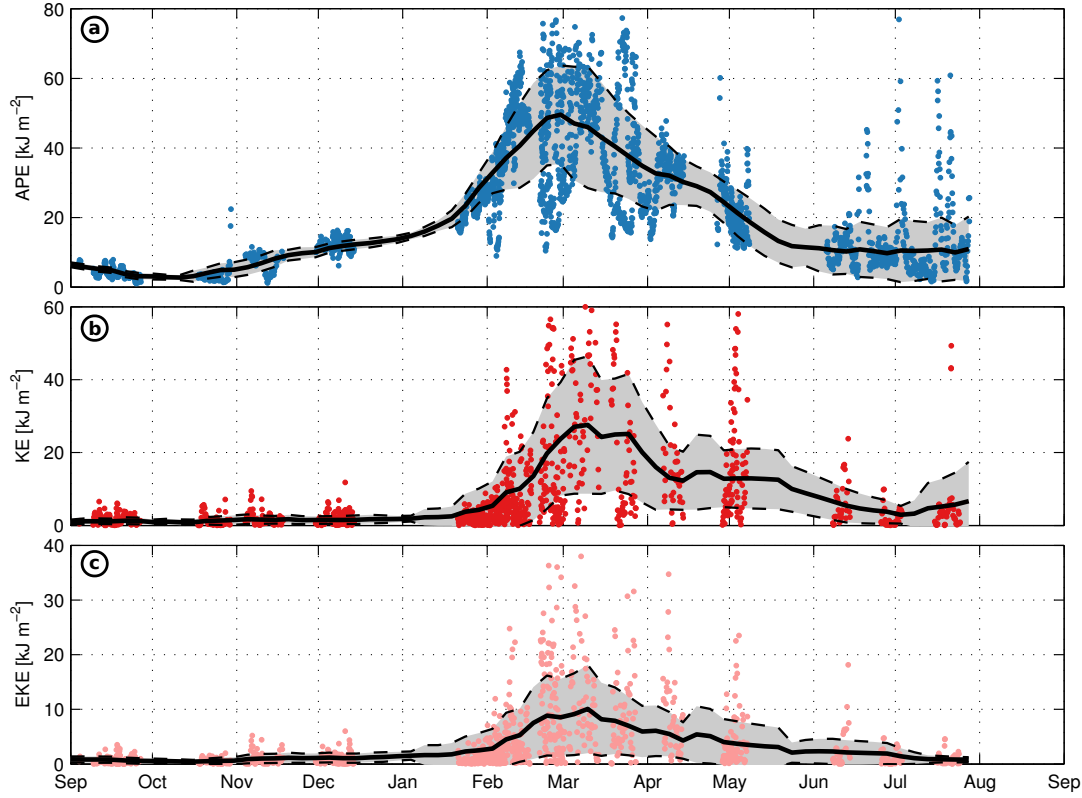 a
80
60
40
20
0
APE [kJ m⁻²]
b
60
40
20
0
KE [kJ m⁻²]
c
40
30
20
10
0
EKE [kJ m⁻²]
Sep Oct Nov Dec Jan Feb Mar Apr May Jun Jul Aug Sep